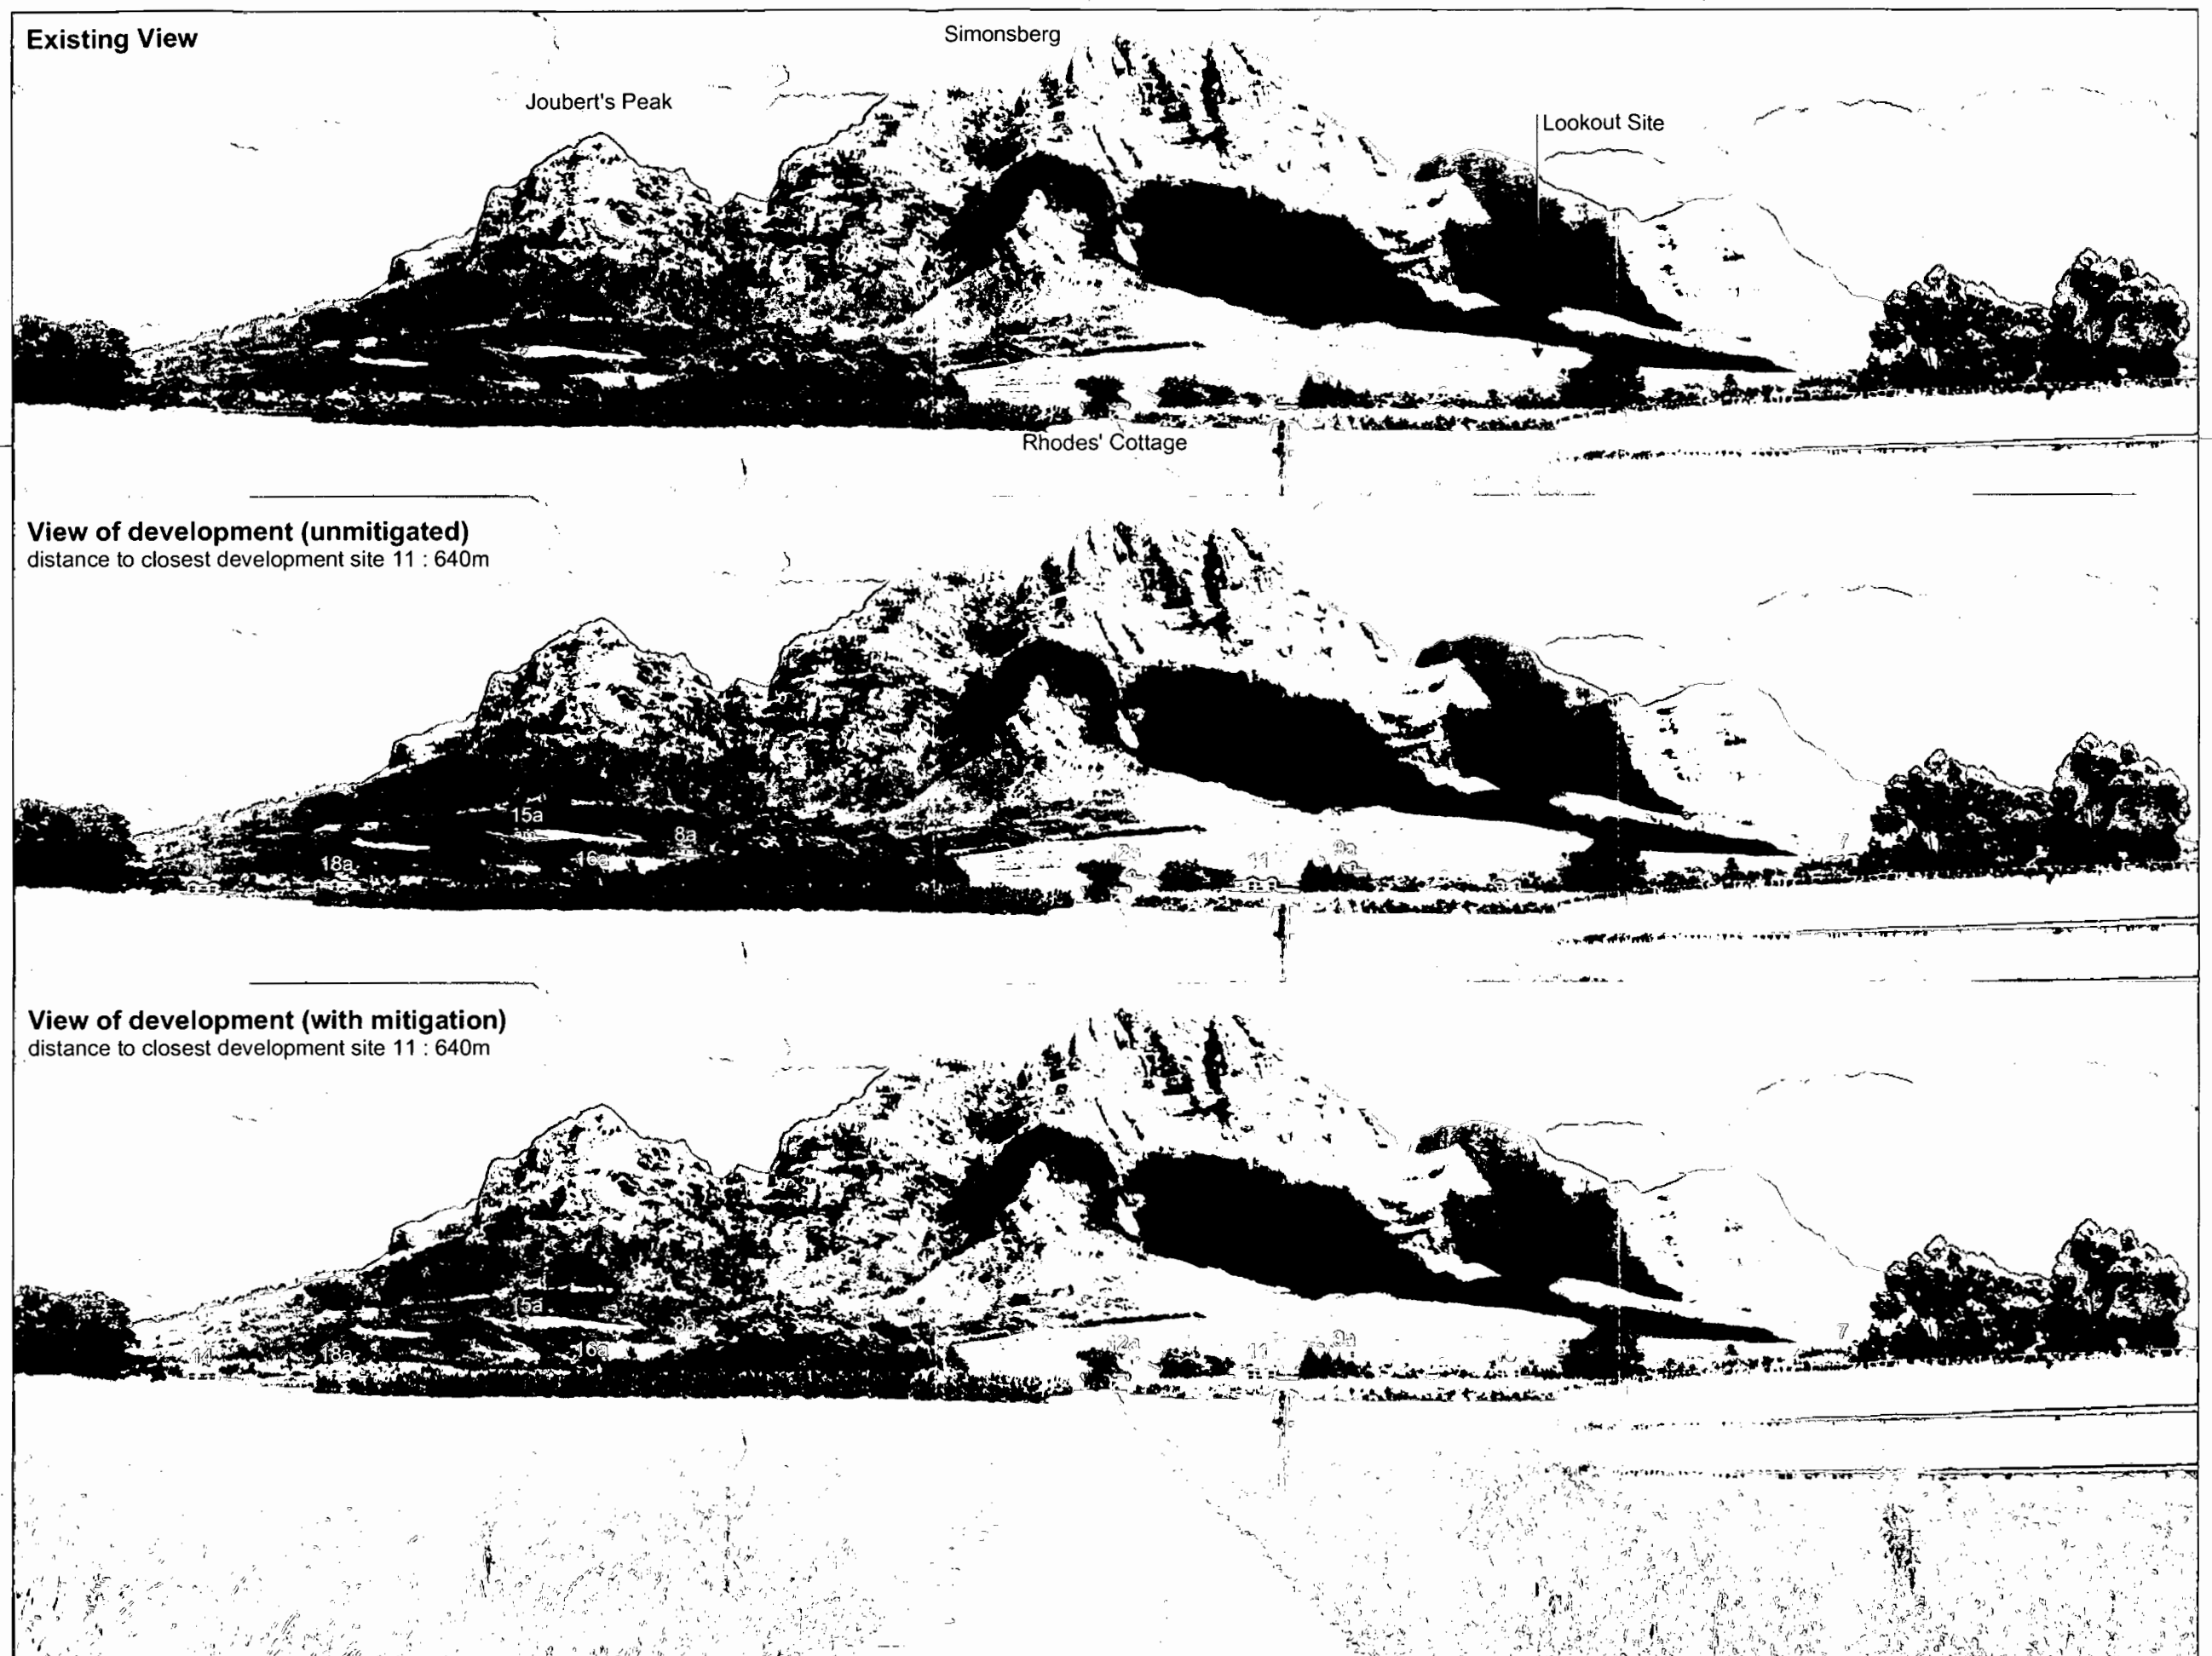 Existing View
Simonsberg
Joubert's Peak
Lookout Site
Rhodes' Cottage
View of development (unmitigated)
distance to closest development site 11 : 640m
15a
8a
18a
16a
11
9a
7
View of development (with mitigation)
distance to closest development site 11 : 640m
15a
8a
14
18a
16a
12a
11
9a
7